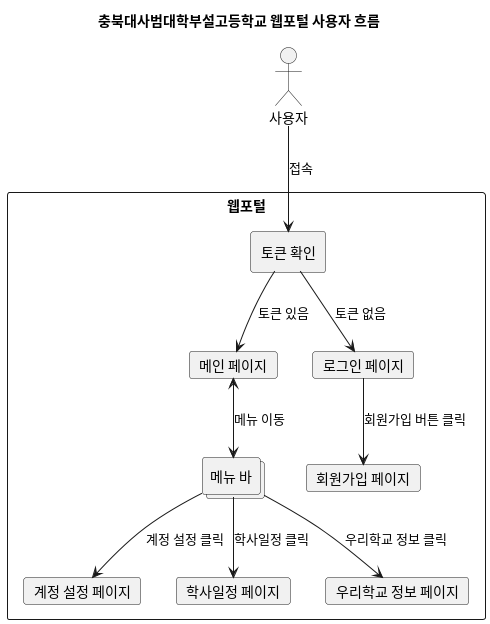 충북대사범대학부설고등학교 웹포털 사용자 흐름
사용자
접속
웹포털
토큰 확인
토큰 있음
토큰 없음
메인 페이지
로그인 페이지
메뉴 이동
회원가입 버튼 클릭
메뉴 바
회원가입 페이지
계정 설정 클릭
학사일정 클릭
우리학교 정보 클릭
계정 설정 페이지
학사일정 페이지
우리학교 정보 페이지